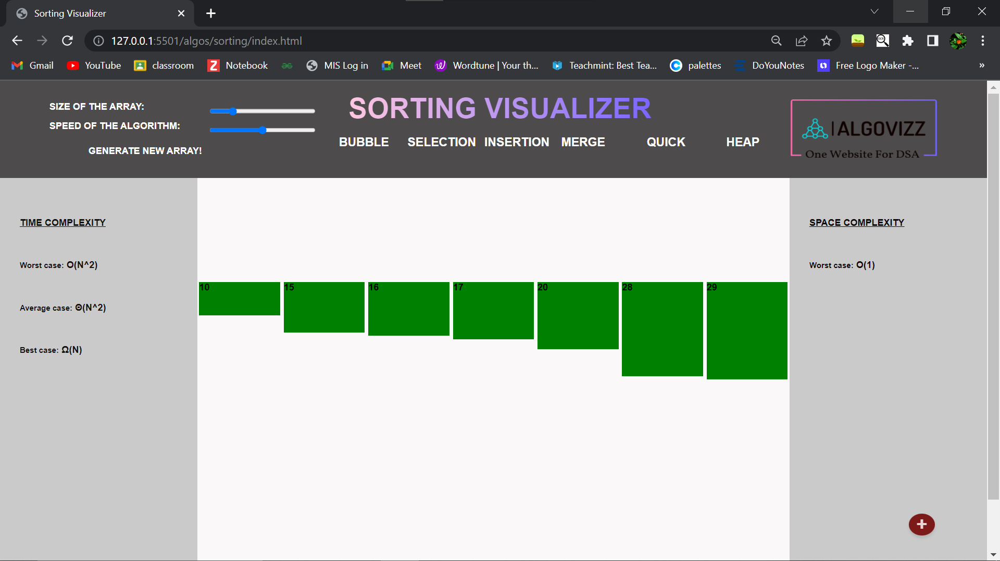 Sorting Visualizer
127.0.0.1:5501/algos/sorting/index.html
Gmail YouTube classroom Notebook MIS Log in Meet Wordtune | Your th... Teachmint: Best Tea... palettes DoYouNotes Free Logo Maker -... »
SIZE OF THE ARRAY:
SPEED OF THE ALGORITHM:
GENERATE NEW ARRAY!
SORTING VISUALIZER
BUBBLE SELECTION INSERTION MERGE QUICK HEAP
ALGOVIZZ
One Website For DSA
TIME COMPLEXITY
Worst case: O(N^2)
Average case: Θ(N^2)
Best case: Ω(N)
10 15 16 17 20 28 29
SPACE COMPLEXITY
Worst case: O(1)
+